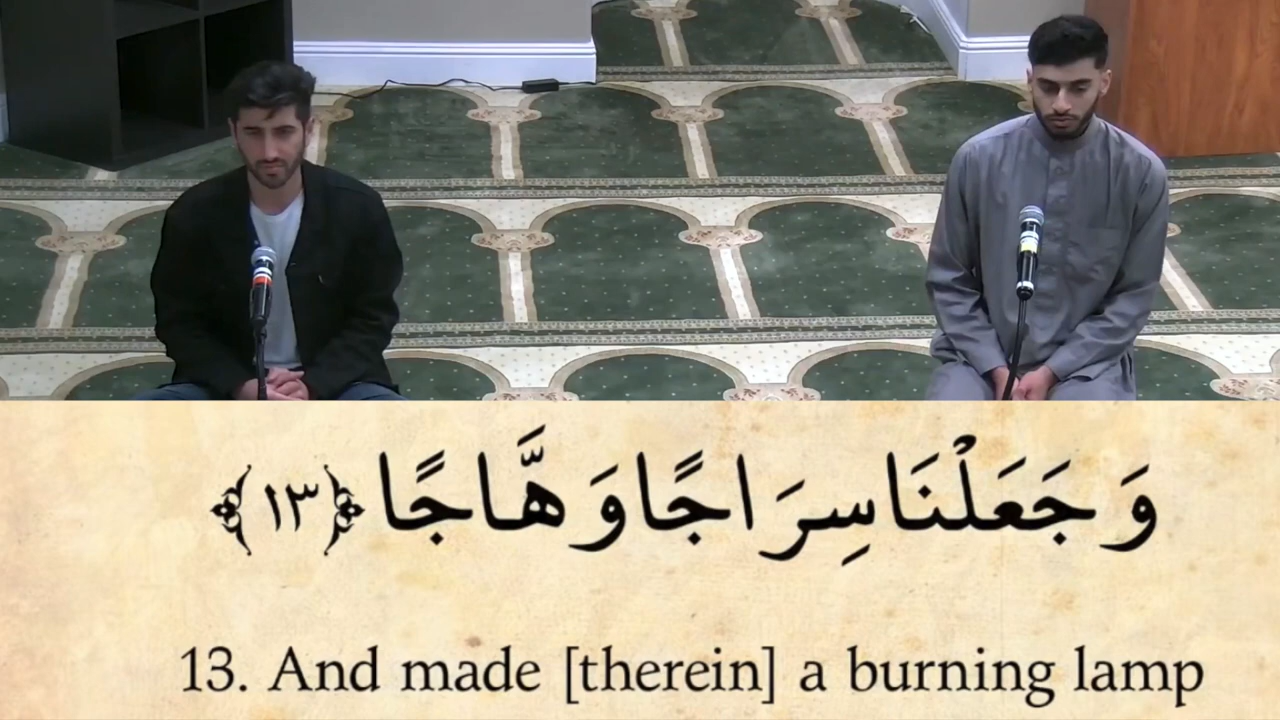 وَجَعَلْنَا سِرَاجًا وَهَّاجًا ﴿١٣﴾
13. And made [therein] a burning lamp